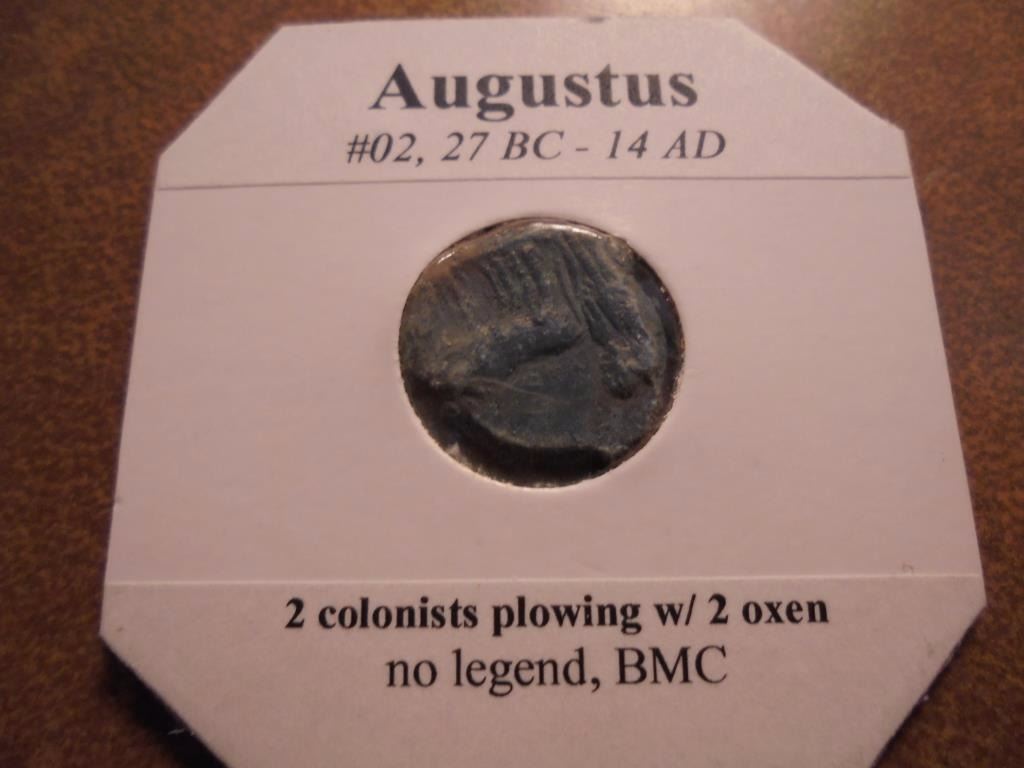 Augustus
#02, 27 BC - 14 AD
2 colonists plowing w/ 2 oxen
no legend, BMC